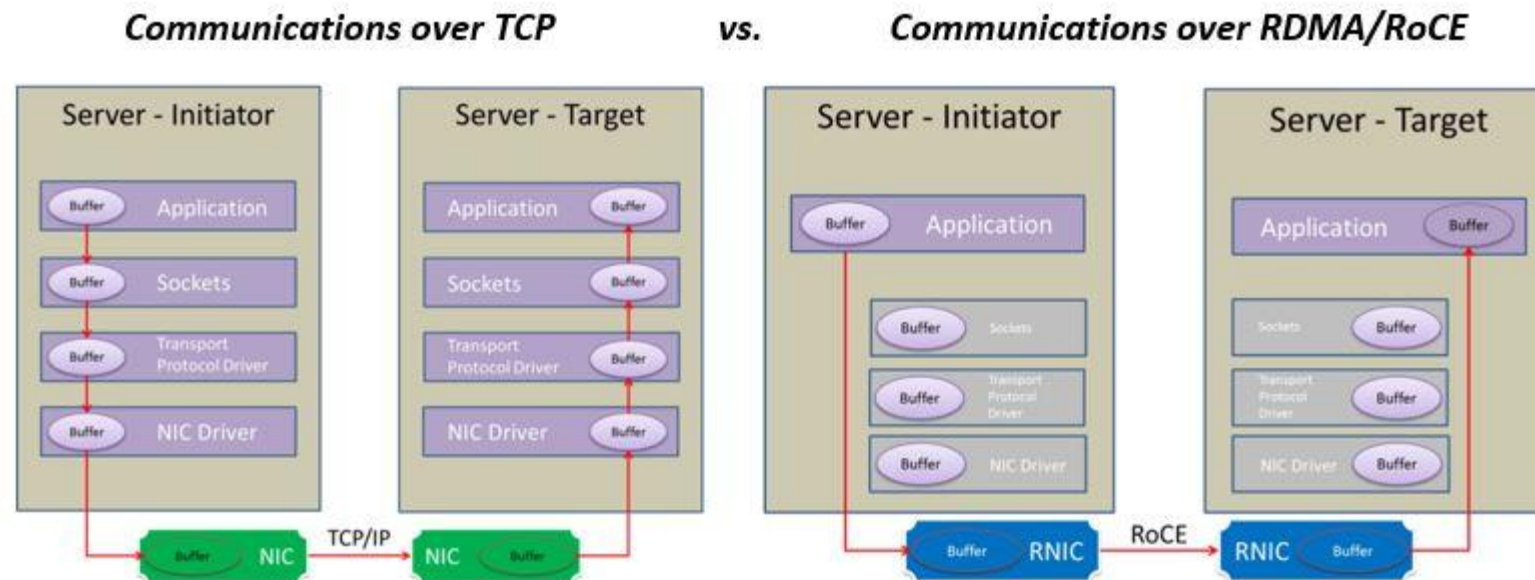 Communications over TCP vs. Communications over RDMA/RoCE
Server - Initiator
Buffer Application
Buffer Sockets
Buffer Transport
Protocol Driver
Buffer NIC Driver
Server - Target
Application Buffer
Sockets Buffer
Transport
Protocol Driver Buffer
NIC Driver Buffer
Buffer NIC
TCP/IP
NIC Buffer
Server - Initiator
Buffer Application
Buffer Sockets
Buffer Transport
Protocol
Driver
Buffer NIC Driver
Server - Target
Application Buffer
Sockets Buffer
Transport
Protocol Buffer
Driver
NIC Driver Buffer
Buffer RNIC
RoCE
RNIC Buffer